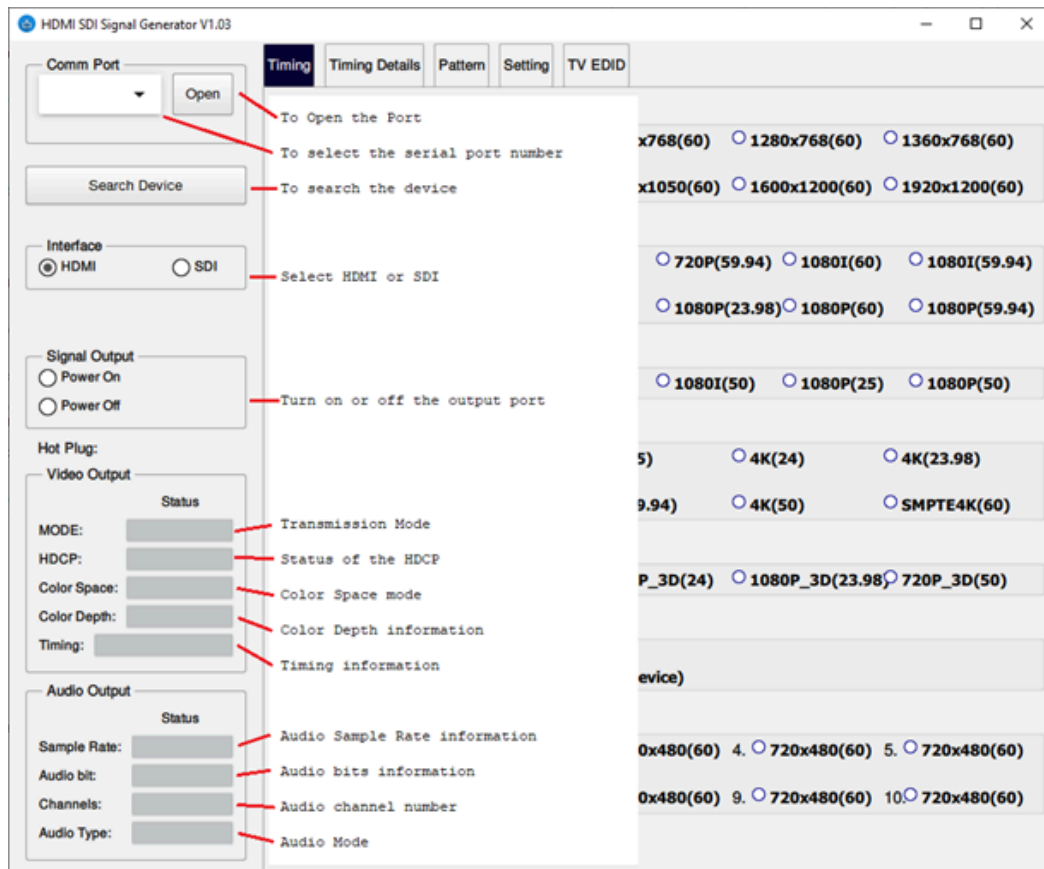 HDMI SDI Signal Generator V1.03
Comm Port
Open
Search Device
Interface
HDMI SDI
Signal Output
Power On
Power Off
Hot Plug:
Video Output
Status
MODE:
HDCP:
Color Space:
Color Depth:
Timing:
Audio Output
Status
Sample Rate:
Audio bit:
Channels:
Audio Type:
Timing Timing Details Pattern Setting TV EDID
To Open the Port
To select the serial port number
To search the device
Select HDMI or SDI
Turn on or off the output port
Transmission Mode
Status of the HDCP
Color Space mode
Color Depth information
Timing information
Audio Sample Rate information
Audio bits information
Audio channel number
Audio Mode
x768(60) 1280x768(60) 1360x768(60)
x1050(60) 1600x1200(60) 1920x1200(60)
720P(59.94) 1080I(60) 1080I(59.94)
1080P(23.98) 1080P(60) 1080P(59.94)
1080I(50) 1080P(25) 1080P(50)
5) 4K(24) 4K(23.98)
9.94) 4K(50) SMPTE4K(60)
P_3D(24) 1080P_3D(23.98) 720P_3D(50)
evice)
0x480(60) 4. 720x480(60) 5. 720x480(60)
0x480(60) 9. 720x480(60) 10. 720x480(60)